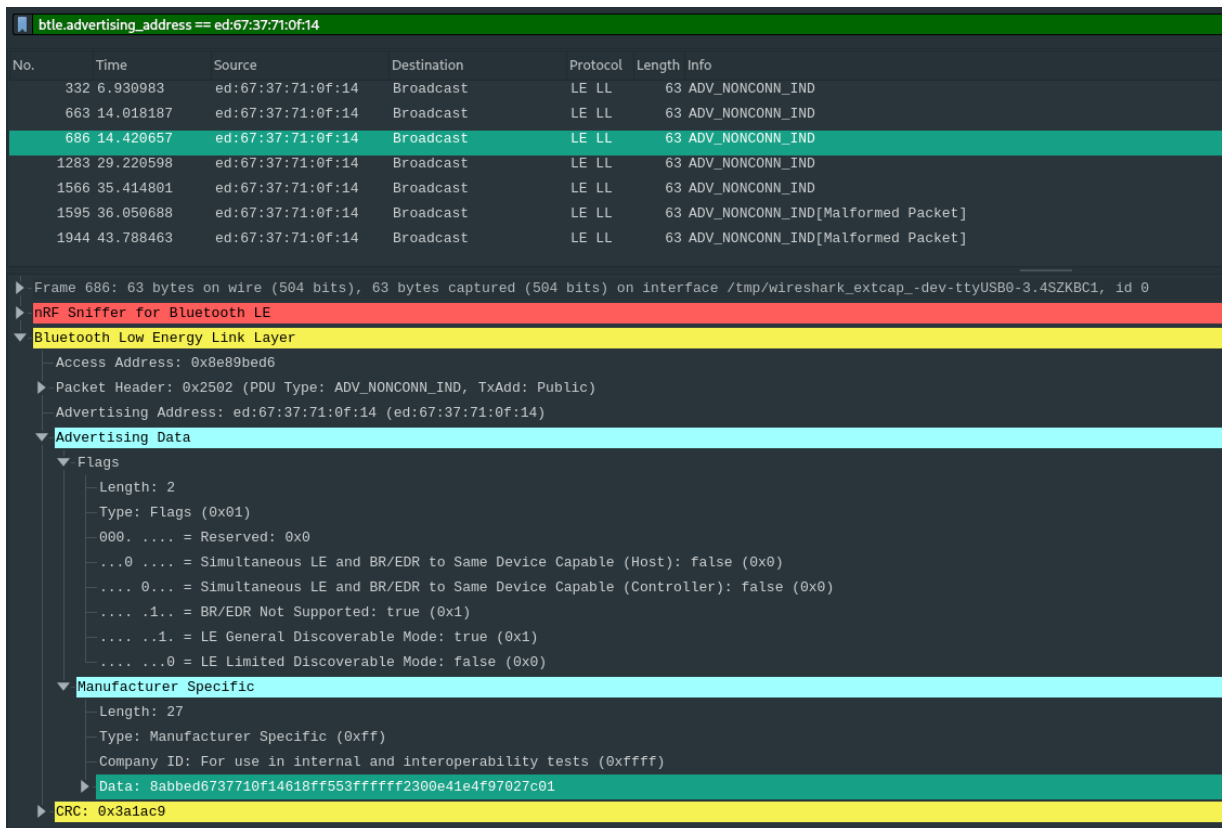 btle.advertising_address == ed:67:37:71:0f:14
No. Time Source Destination Protocol Length Info
332 6.930983 ed:67:37:71:0f:14 Broadcast LE LL 63 ADV_NONCONN_IND
663 14.018187 ed:67:37:71:0f:14 Broadcast LE LL 63 ADV_NONCONN_IND
686 14.420657 ed:67:37:71:0f:14 Broadcast LE LL 63 ADV_NONCONN_IND
1283 29.220598 ed:67:37:71:0f:14 Broadcast LE LL 63 ADV_NONCONN_IND
1566 35.414801 ed:67:37:71:0f:14 Broadcast LE LL 63 ADV_NONCONN_IND
1595 36.050688 ed:67:37:71:0f:14 Broadcast LE LL 63 ADV_NONCONN_IND[Malformed Packet]
1944 43.788463 ed:67:37:71:0f:14 Broadcast LE LL 63 ADV_NONCONN_IND[Malformed Packet]
Frame 686: 63 bytes on wire (504 bits), 63 bytes captured (504 bits) on interface /tmp/wireshark_extcap_-dev-ttyUSB0-3.4SZKBC1, id 0
nRF Sniffer for Bluetooth LE
Bluetooth Low Energy Link Layer
Access Address: 0x8e89bed6
Packet Header: 0x2502 (PDU Type: ADV_NONCONN_IND, TxAdd: Public)
Advertising Address: ed:67:37:71:0f:14 (ed:67:37:71:0f:14)
Advertising Data
Flags
Length: 2
Type: Flags (0x01)
000. .... = Reserved: 0x0
...0 .... = Simultaneous LE and BR/EDR to Same Device Capable (Host): false (0x0)
.... 0... = Simultaneous LE and BR/EDR to Same Device Capable (Controller): false (0x0)
.... .1.. = BR/EDR Not Supported: true (0x1)
.... ..1. = LE General Discoverable Mode: true (0x1)
.... ...0 = LE Limited Discoverable Mode: false (0x0)
Manufacturer Specific
Length: 27
Type: Manufacturer Specific (0xff)
Company ID: For use in internal and interoperability tests (0xffff)
Data: 8abbed6737710f14618ff553ffffff2300e41e4f97027c01
CRC: 0x3a1ac9